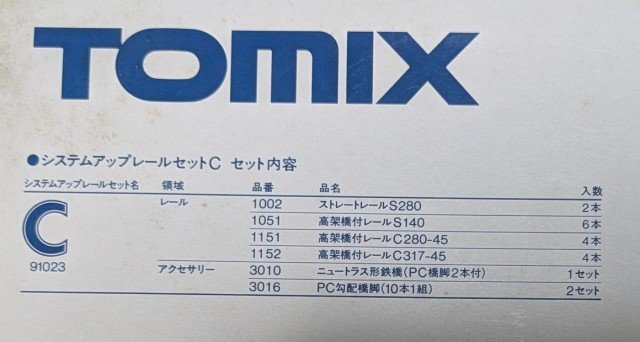 TOMIX
●システムアップレールセットC セット内容
システムアップレールセット名 領域 品番 品名 入数
C 91023 レール 1002 ストレートレールS280 2本
1051 高架橋付レールS140 6本
1151 高架橋付レールC280-45 4本
1152 高架橋付レールC317-45 4本
アクセサリー 3010 ニュートラス形鉄橋(PC橋脚2本付) 1セット
3016 PC勾配橋脚(10本1組) 2セット